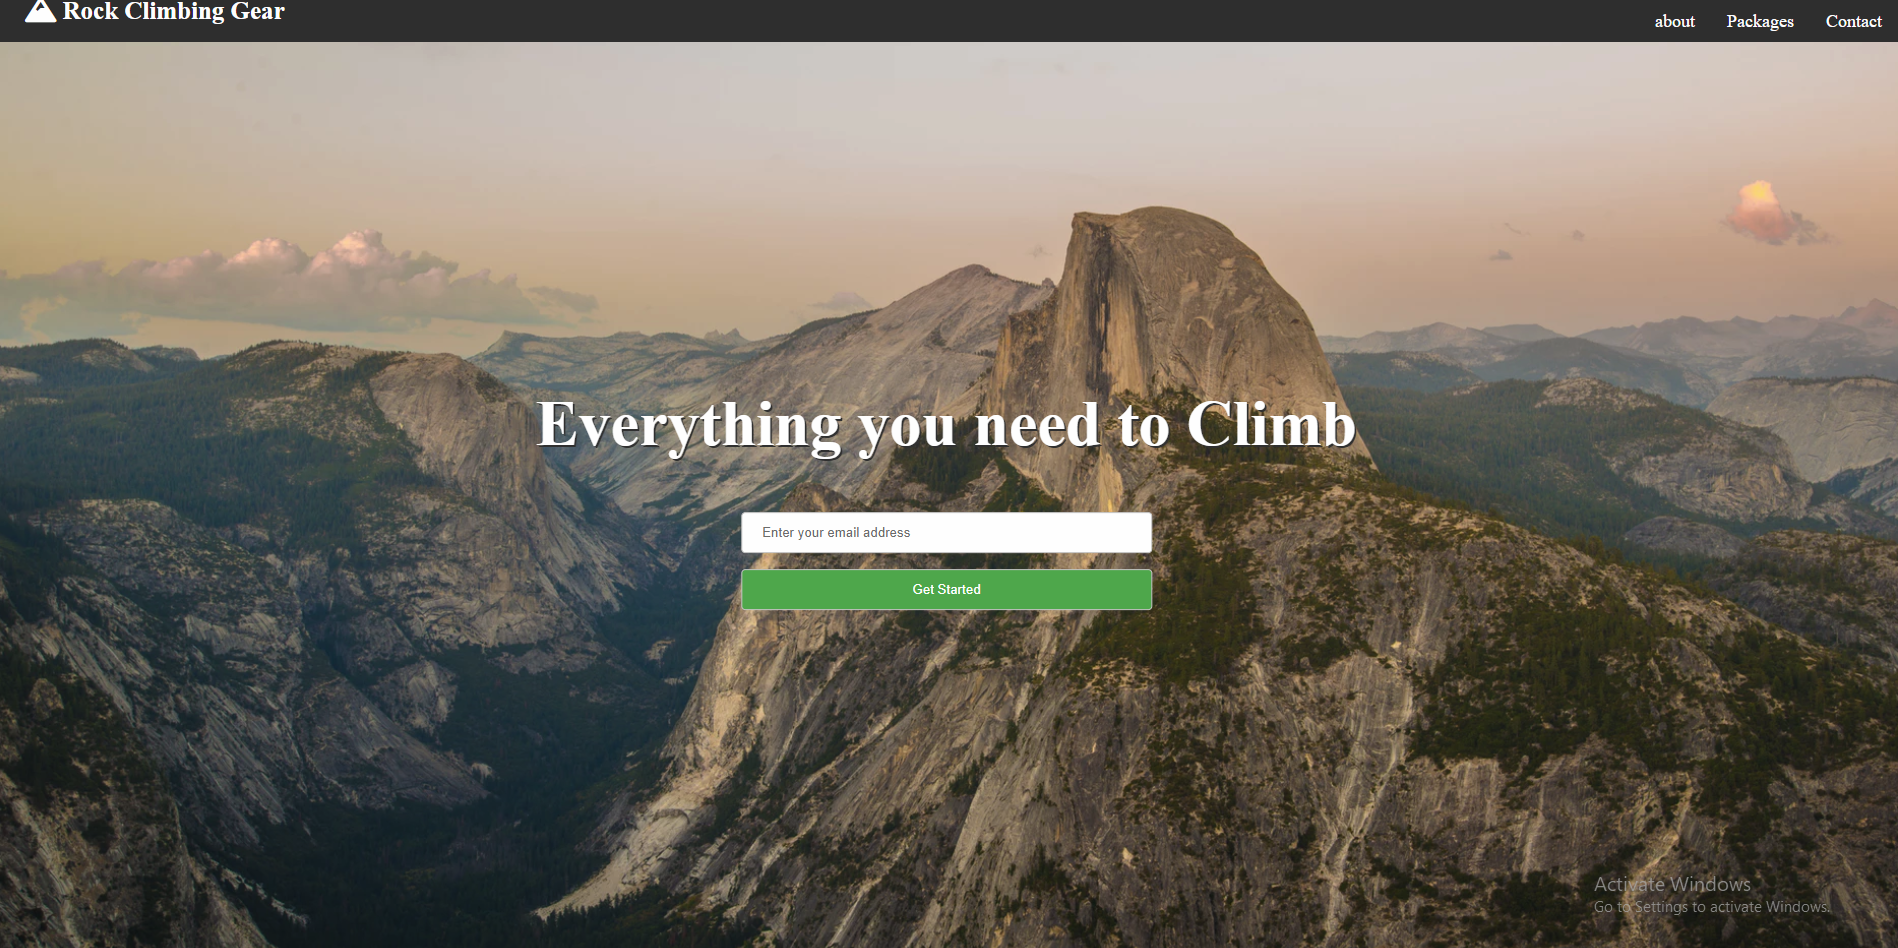 Rock Climbing Gear
about Packages Contact
Everything you need to Climb
Enter your email address
Get Started
Activate Windows
Go to Settings to activate Windows.